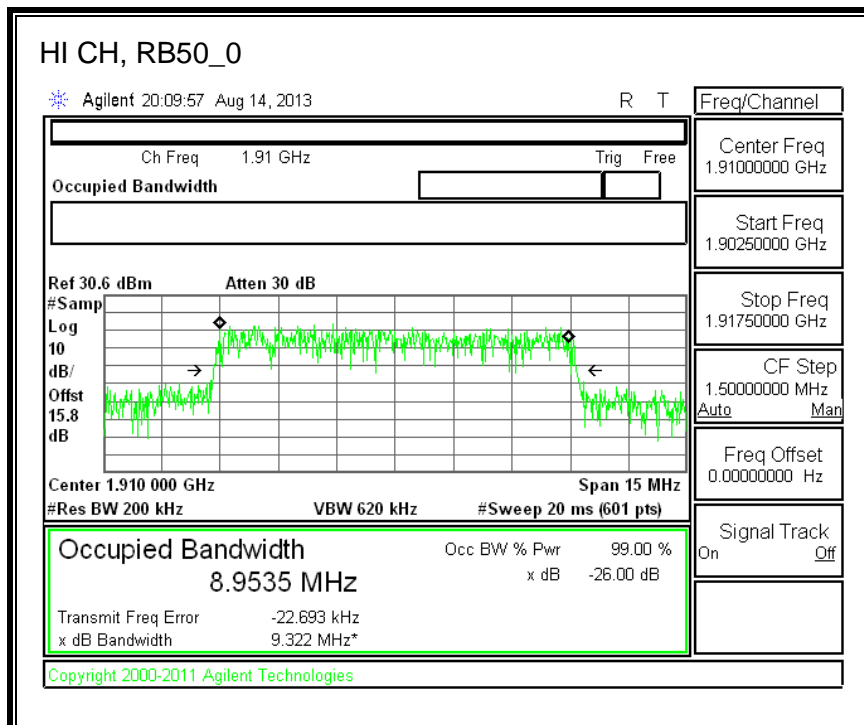 HI CH, RB50_0
Agilent 20:09:57 Aug 14, 2013 R T
Ch Freq 1.91 GHz Trig Free
Occupied Bandwidth
Ref 30.6 dBm Atten 30 dB
#Samp
Log
10
dB/
Offst
15.8
dB
Center 1.910 000 GHz Span 15 MHz
#Res BW 200 kHz VBW 620 kHz #Sweep 20 ms (601 pts)
Occupied Bandwidth Occ BW % Pwr 99.00 %
8.9535 MHz x dB -26.00 dB
Transmit Freq Error -22.693 kHz
x dB Bandwidth 9.322 MHz*
Copyright 2000-2011 Agilent Technologies
Freq/Channel
Center Freq
1.91000000 GHz
Start Freq
1.90250000 GHz
Stop Freq
1.91750000 GHz
CF Step
1.50000000 MHz
Auto Man
Freq Offset
0.00000000 Hz
Signal Track
On Off